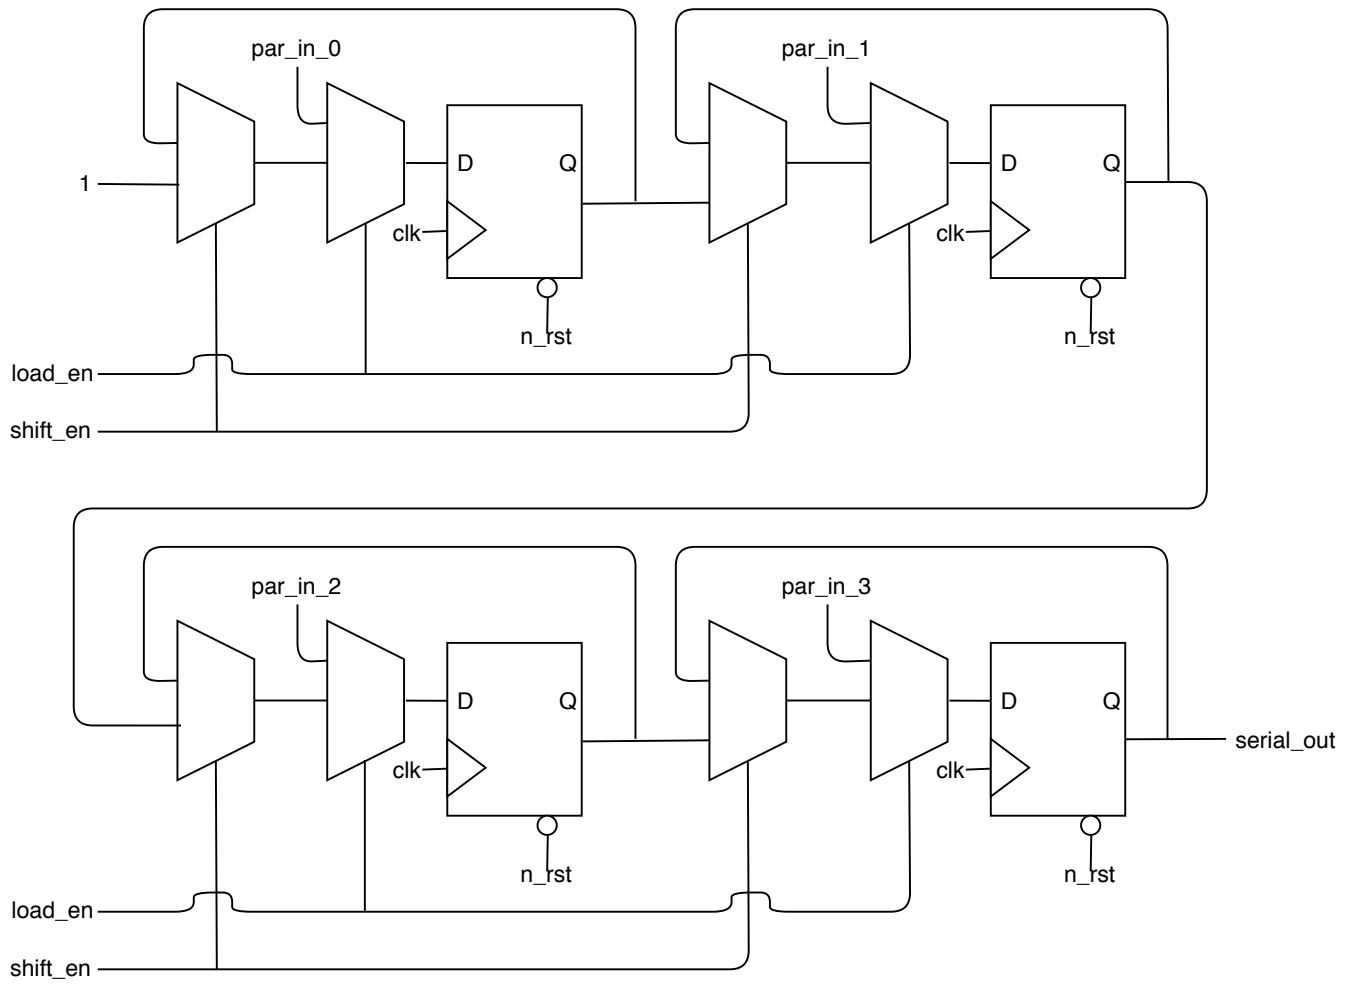 par_in_0
par_in_1
D
Q
D
Q
1
clk
clk
n_rst
n_rst
load_en
shift_en
par_in_2
par_in_3
D
Q
D
Q
serial_out
clk
clk
n_rst
n_rst
load_en
shift_en